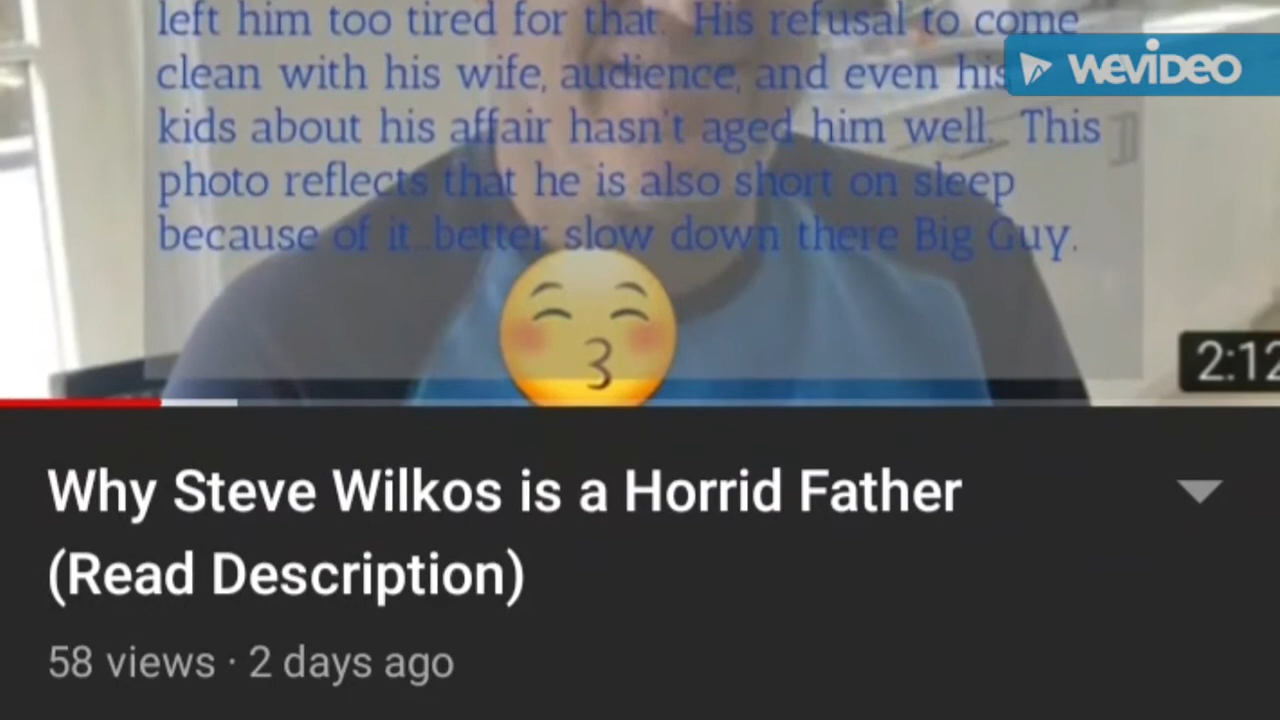 left him too tired for that. His refusal to come
clean with his wife, audience, and even his
kids about his affair hasn't aged him well. This
photo reflects that he is also short on sleep
because of it...better slow down there Big Guy.
WEVIDEO
2:12
Why Steve Wilkos is a Horrid Father
(Read Description)
58 views · 2 days ago